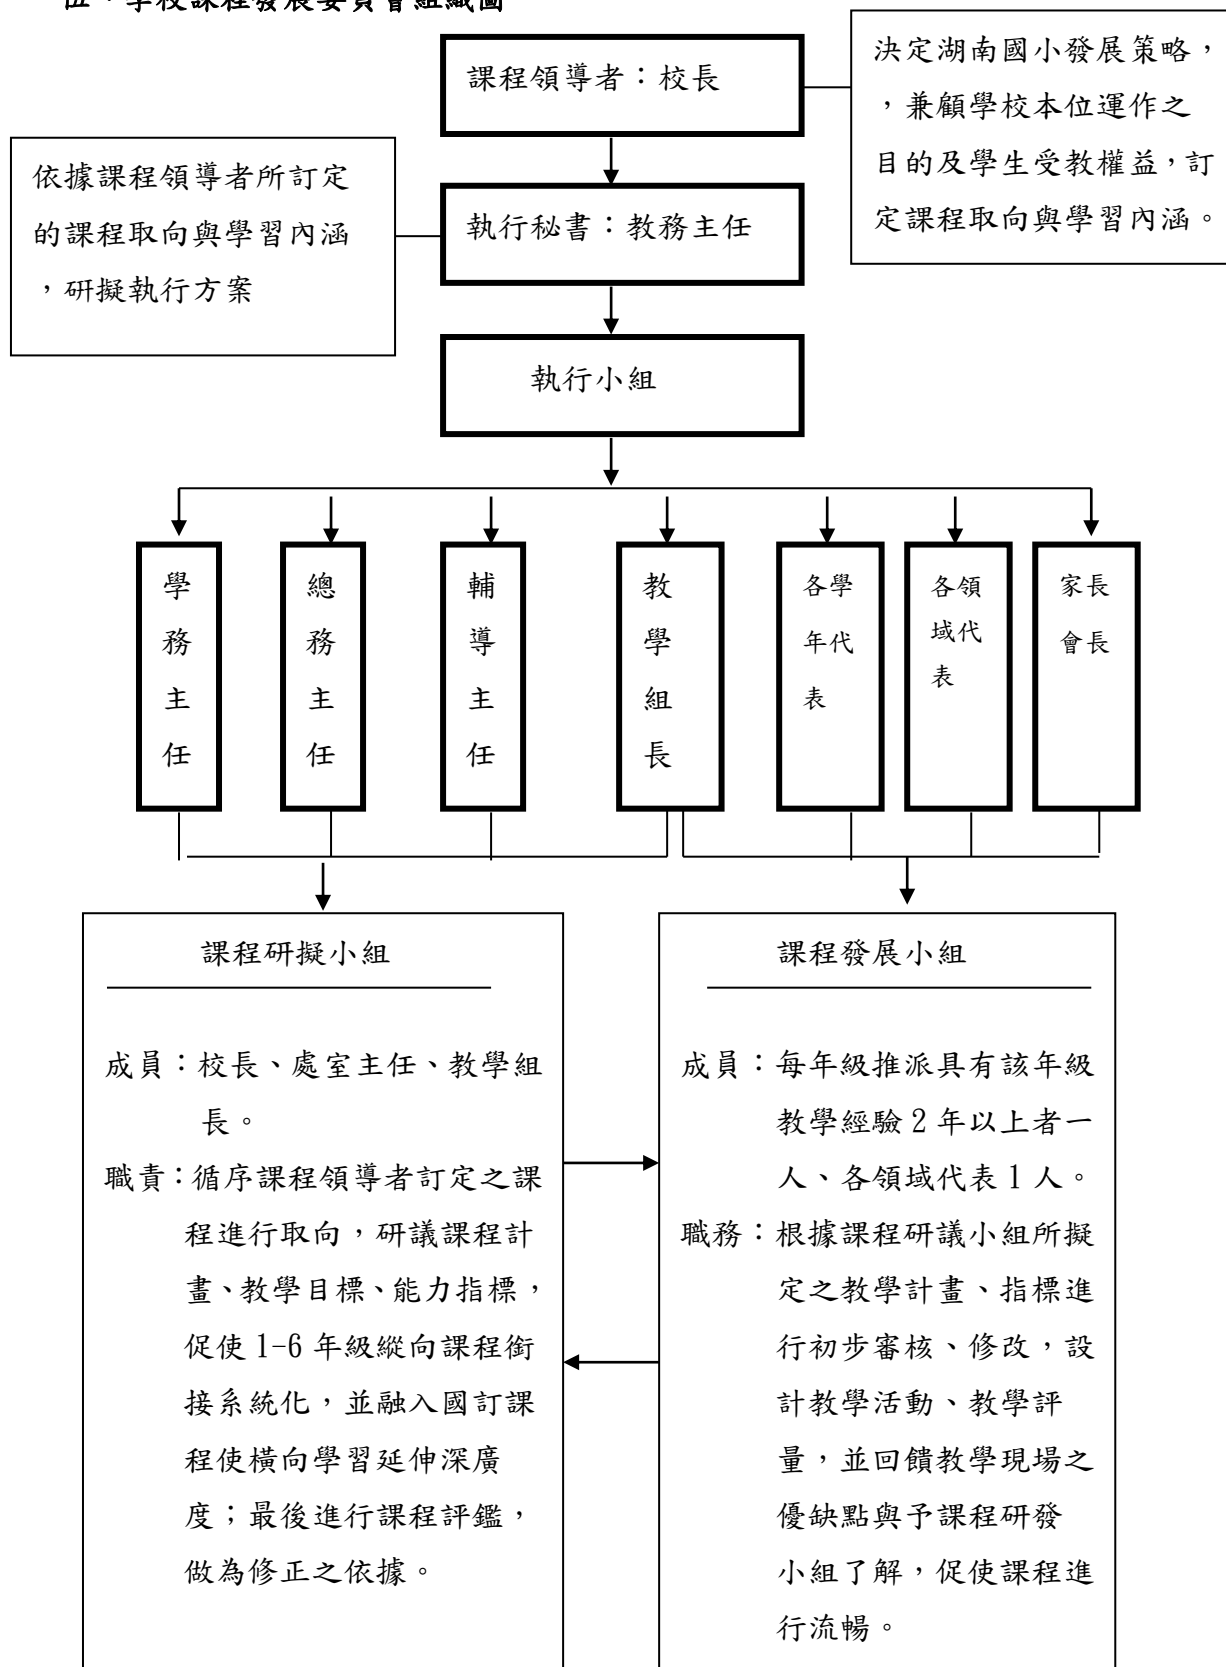 伍、學校課程發展委員會組織圖
課程領導者：校長
決定湖南國小發展策略，
，兼顧學校本位運作之
目的及學生受教權益，訂
定課程取向與學習內涵。
依據課程領導者所訂定
的課程取向與學習內涵
，研擬執行方案
執行秘書：教務主任
執行小組
學
務
主
任
總
務
主
任
輔
導
主
任
教
學
組
長
各學
年代
表
各領
域代
表
家長
會長
課程研擬小組
成員：校長、處室主任、教學組
長。
職責：循序課程領導者訂定之課
程進行取向，研議課程計
畫、教學目標、能力指標，
促使 1-6 年級縱向課程銜
接系統化，並融入國訂課
程使橫向學習延伸深廣
度；最後進行課程評鑑，
做為修正之依據。
課程發展小組
成員：每年級推派具有該年級
教學經驗 2 年以上者一
人、各領域代表 1 人。
職務：根據課程研議小組所擬
定之教學計畫、指標進
行初步審核、修改，設
計教學活動、教學評
量，並回饋教學現場之
優缺點與予課程研發
小組了解，促使課程進
行流暢。